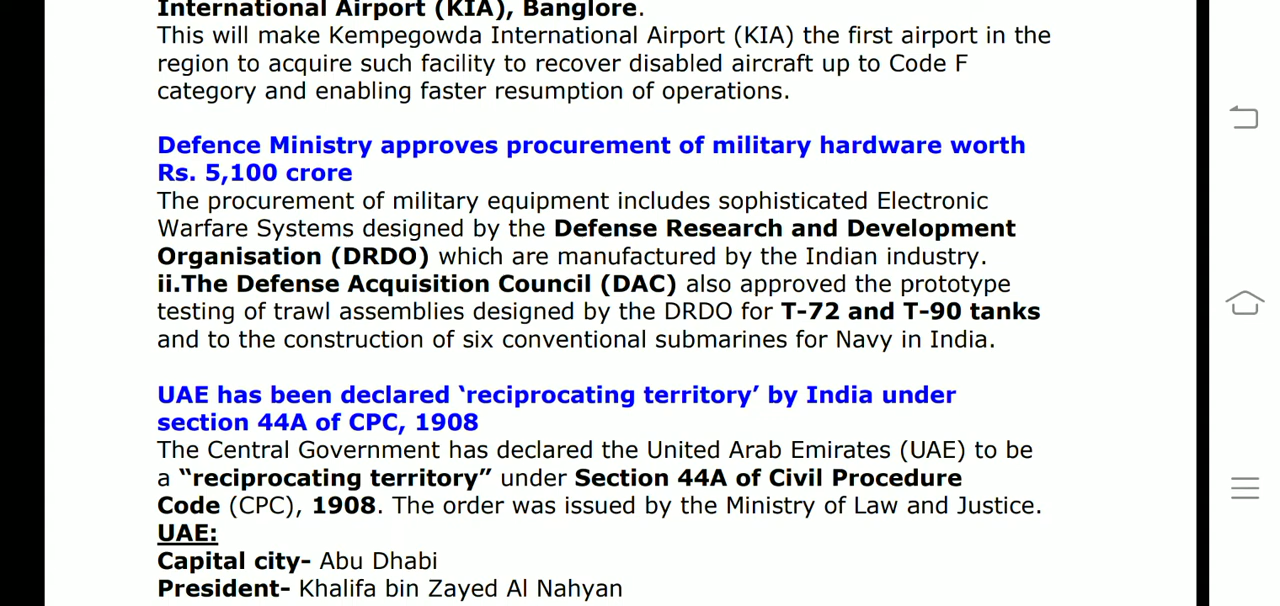 International Airport (KIA), Banglore.
This will make Kempegowda International Airport (KIA) the first airport in the
region to acquire such facility to recover disabled aircraft up to Code F
category and enabling faster resumption of operations.
Defence Ministry approves procurement of military hardware worth
Rs. 5,100 crore
The procurement of military equipment includes sophisticated Electronic
Warfare Systems designed by the Defense Research and Development
Organisation (DRDO) which are manufactured by the Indian industry.
ii.The Defense Acquisition Council (DAC) also approved the prototype
testing of trawl assemblies designed by the DRDO for T-72 and T-90 tanks
and to the construction of six conventional submarines for Navy in India.
UAE has been declared ‘reciprocating territory’ by India under
section 44A of CPC, 1908
The Central Government has declared the United Arab Emirates (UAE) to be
a “reciprocating territory” under Section 44A of Civil Procedure
Code (CPC), 1908. The order was issued by the Ministry of Law and Justice.
UAE:
Capital city- Abu Dhabi
President- Khalifa bin Zayed Al Nahyan